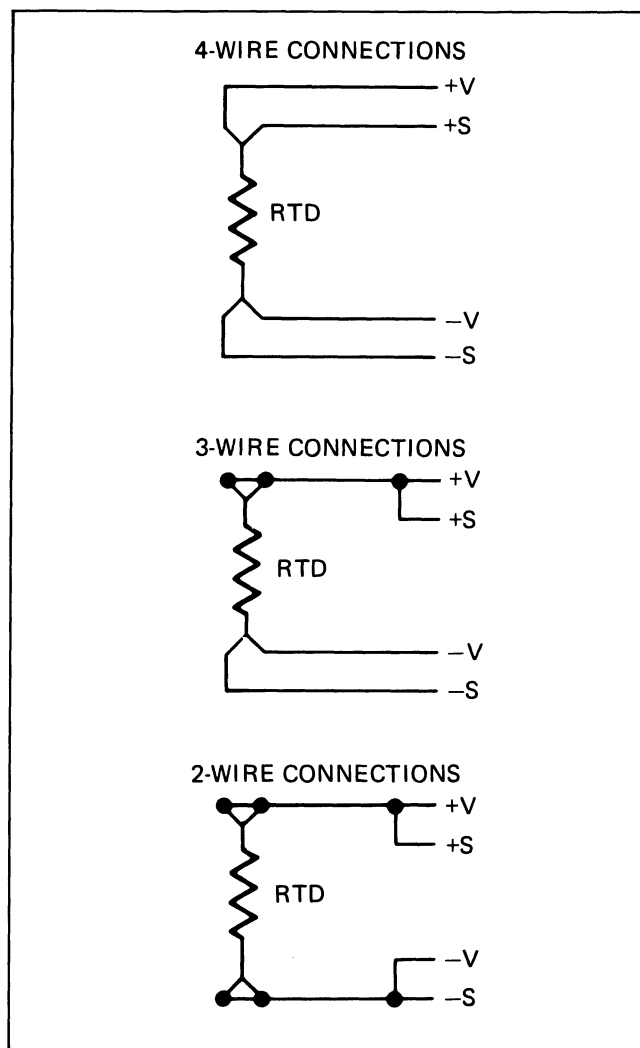 4-WIRE CONNECTIONS
+V
+S
RTD
—V
—S
3-WIRE CONNECTIONS
+V
+S
RTD
—V
—S
2-WIRE CONNECTIONS
+V
+S
RTD
—V
—S